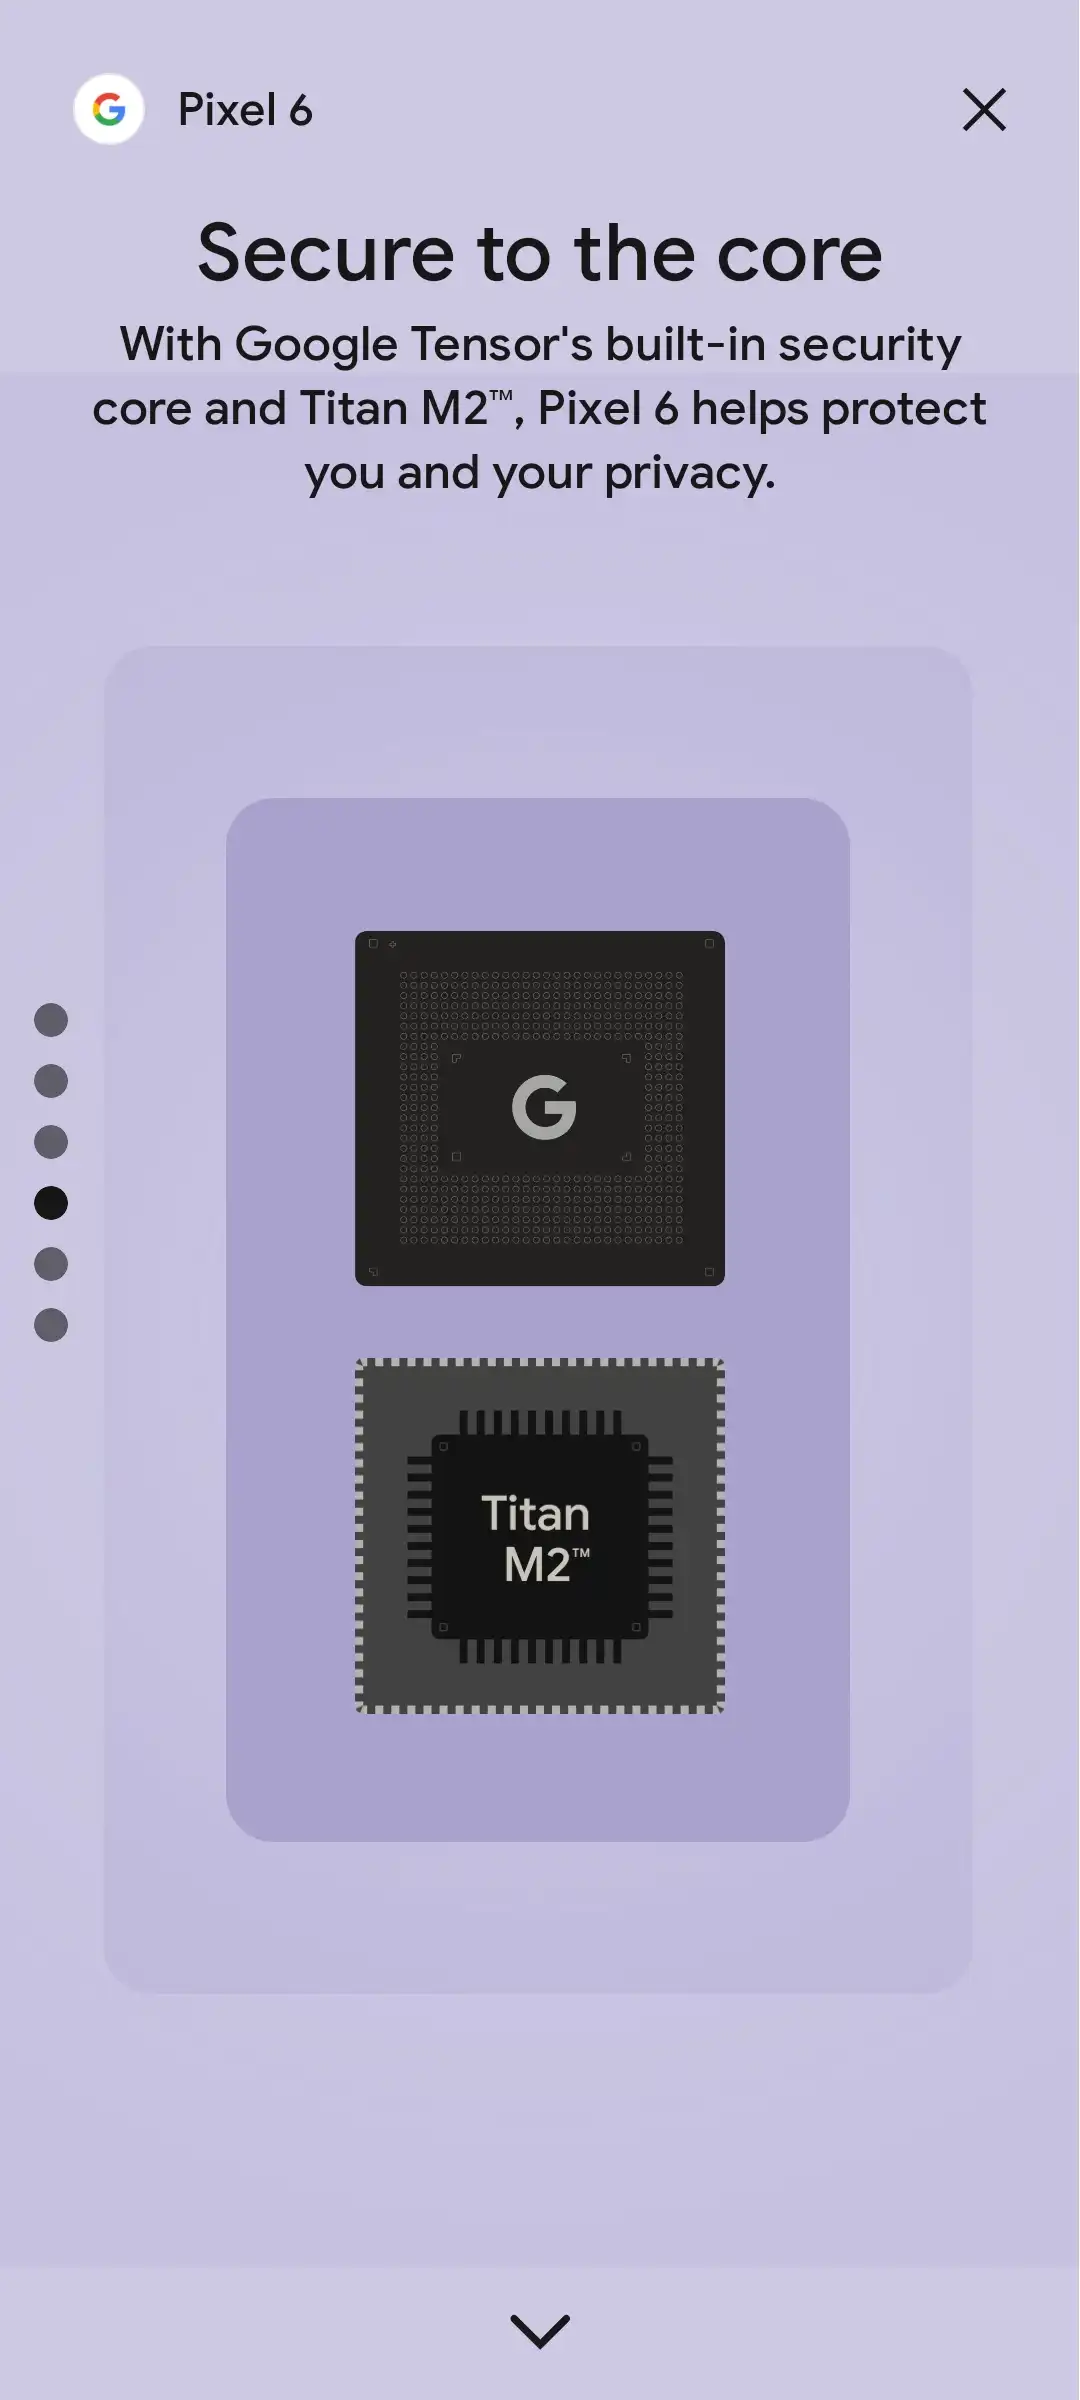 Pixel 6
Secure to the core
With Google Tensor's built-in security
core and Titan M2™, Pixel 6 helps protect
you and your privacy.
G
Titan
M2™